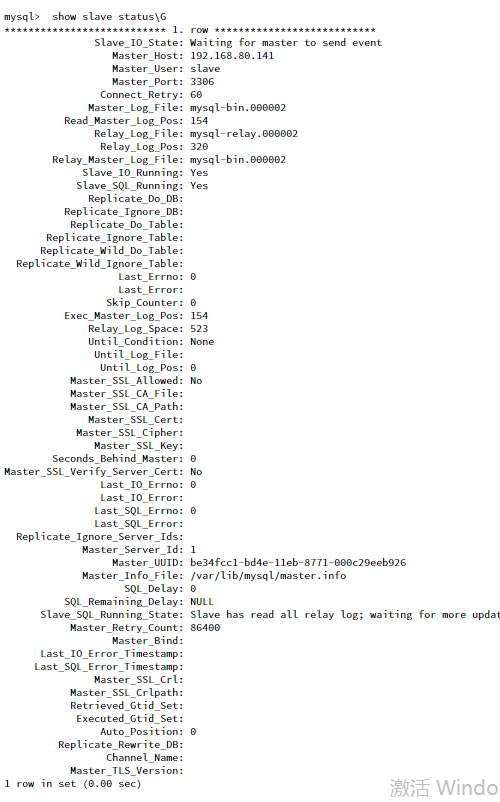 mysql>  show slave status\G
*************************** 1. row ***************************
Slave_IO_State: Waiting for master to send event
Master_Host: 192.168.80.141
Master_User: slave
Master_Port: 3306
Connect_Retry: 60
Master_Log_File: mysql-bin.000002
Read_Master_Log_Pos: 154
Relay_Log_File: mysql-relay.000002
Relay_Log_Pos: 320
Relay_Master_Log_File: mysql-bin.000002
Slave_IO_Running: Yes
Slave_SQL_Running: Yes
Replicate_Do_DB:
Replicate_Ignore_DB:
Replicate_Do_Table:
Replicate_Ignore_Table:
Replicate_Wild_Do_Table:
Replicate_Wild_Ignore_Table:
Last_Errno: 0
Last_Error:
Skip_Counter: 0
Exec_Master_Log_Pos: 154
Relay_Log_Space: 523
Until_Condition: None
Until_Log_File:
Until_Log_Pos: 0
Master_SSL_Allowed: No
Master_SSL_CA_File:
Master_SSL_CA_Path:
Master_SSL_Cert:
Master_SSL_Cipher:
Master_SSL_Key:
Seconds_Behind_Master: 0
Master_SSL_Verify_Server_Cert: No
Last_IO_Errno: 0
Last_IO_Error:
Last_SQL_Errno: 0
Last_SQL_Error:
Replicate_Ignore_Server_Ids:
Master_Server_Id: 1
Master_UUID: be34fcc1-bd4e-11eb-8771-000c29eeb926
Master_Info_File: /var/lib/mysql/master.info
SQL_Delay: 0
SQL_Remaining_Delay: NULL
Slave_SQL_Running_State: Slave has read all relay log; waiting for more updat
Master_Retry_Count: 86400
Master_Bind:
Last_IO_Error_Timestamp:
Last_SQL_Error_Timestamp:
Master_SSL_Crl:
Master_SSL_Crlpath:
Retrieved_Gtid_Set:
Executed_Gtid_Set:
Auto_Position: 0
Replicate_Rewrite_DB:
Channel_Name:
Master_TLS_Version:
1 row in set (0.00 sec)
激活 Windo